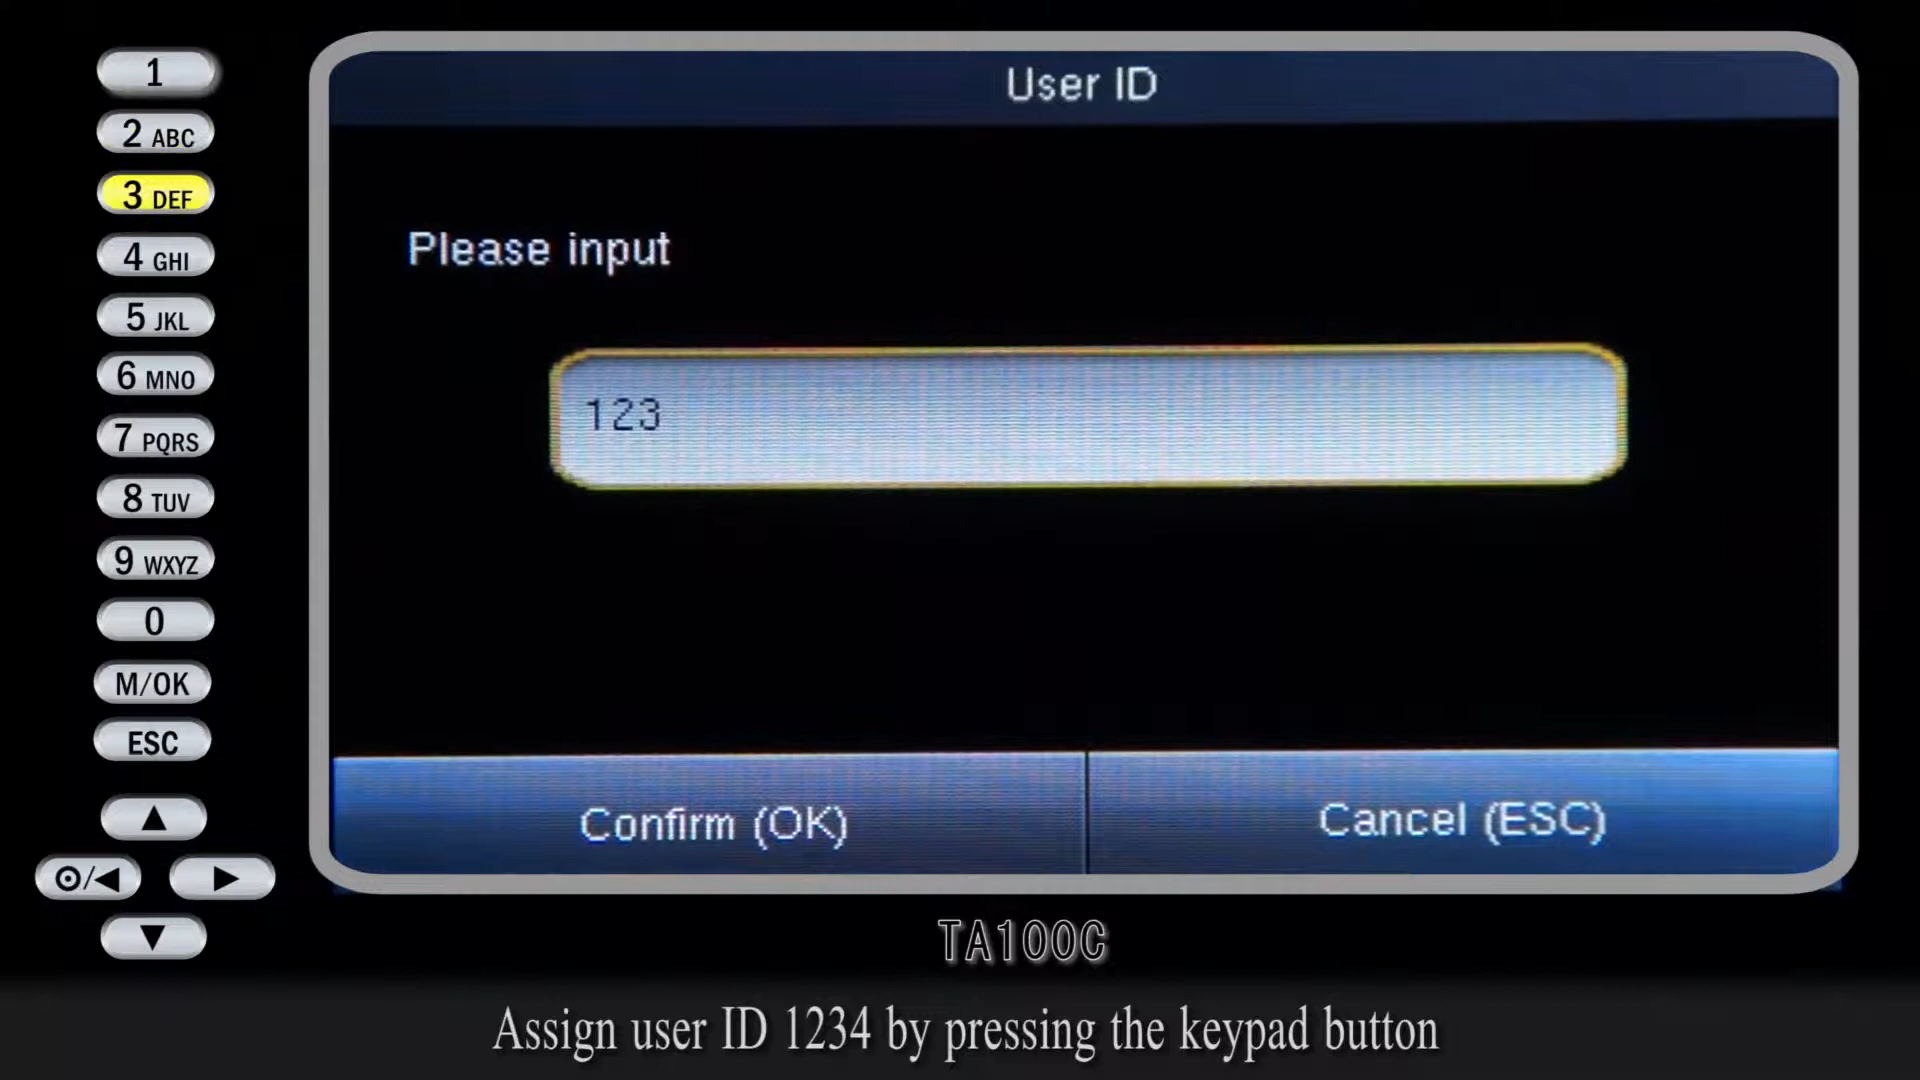 1
2 ABC
3 DEF
4 GHI
5 JKL
6 MNO
7 PQRS
8 TUV
9 WXYZ
0
M/OK
ESC
User ID
Please input
123
Confirm (OK)
Cancel (ESC)
TA100C
Assign user ID 1234 by pressing the keypad button